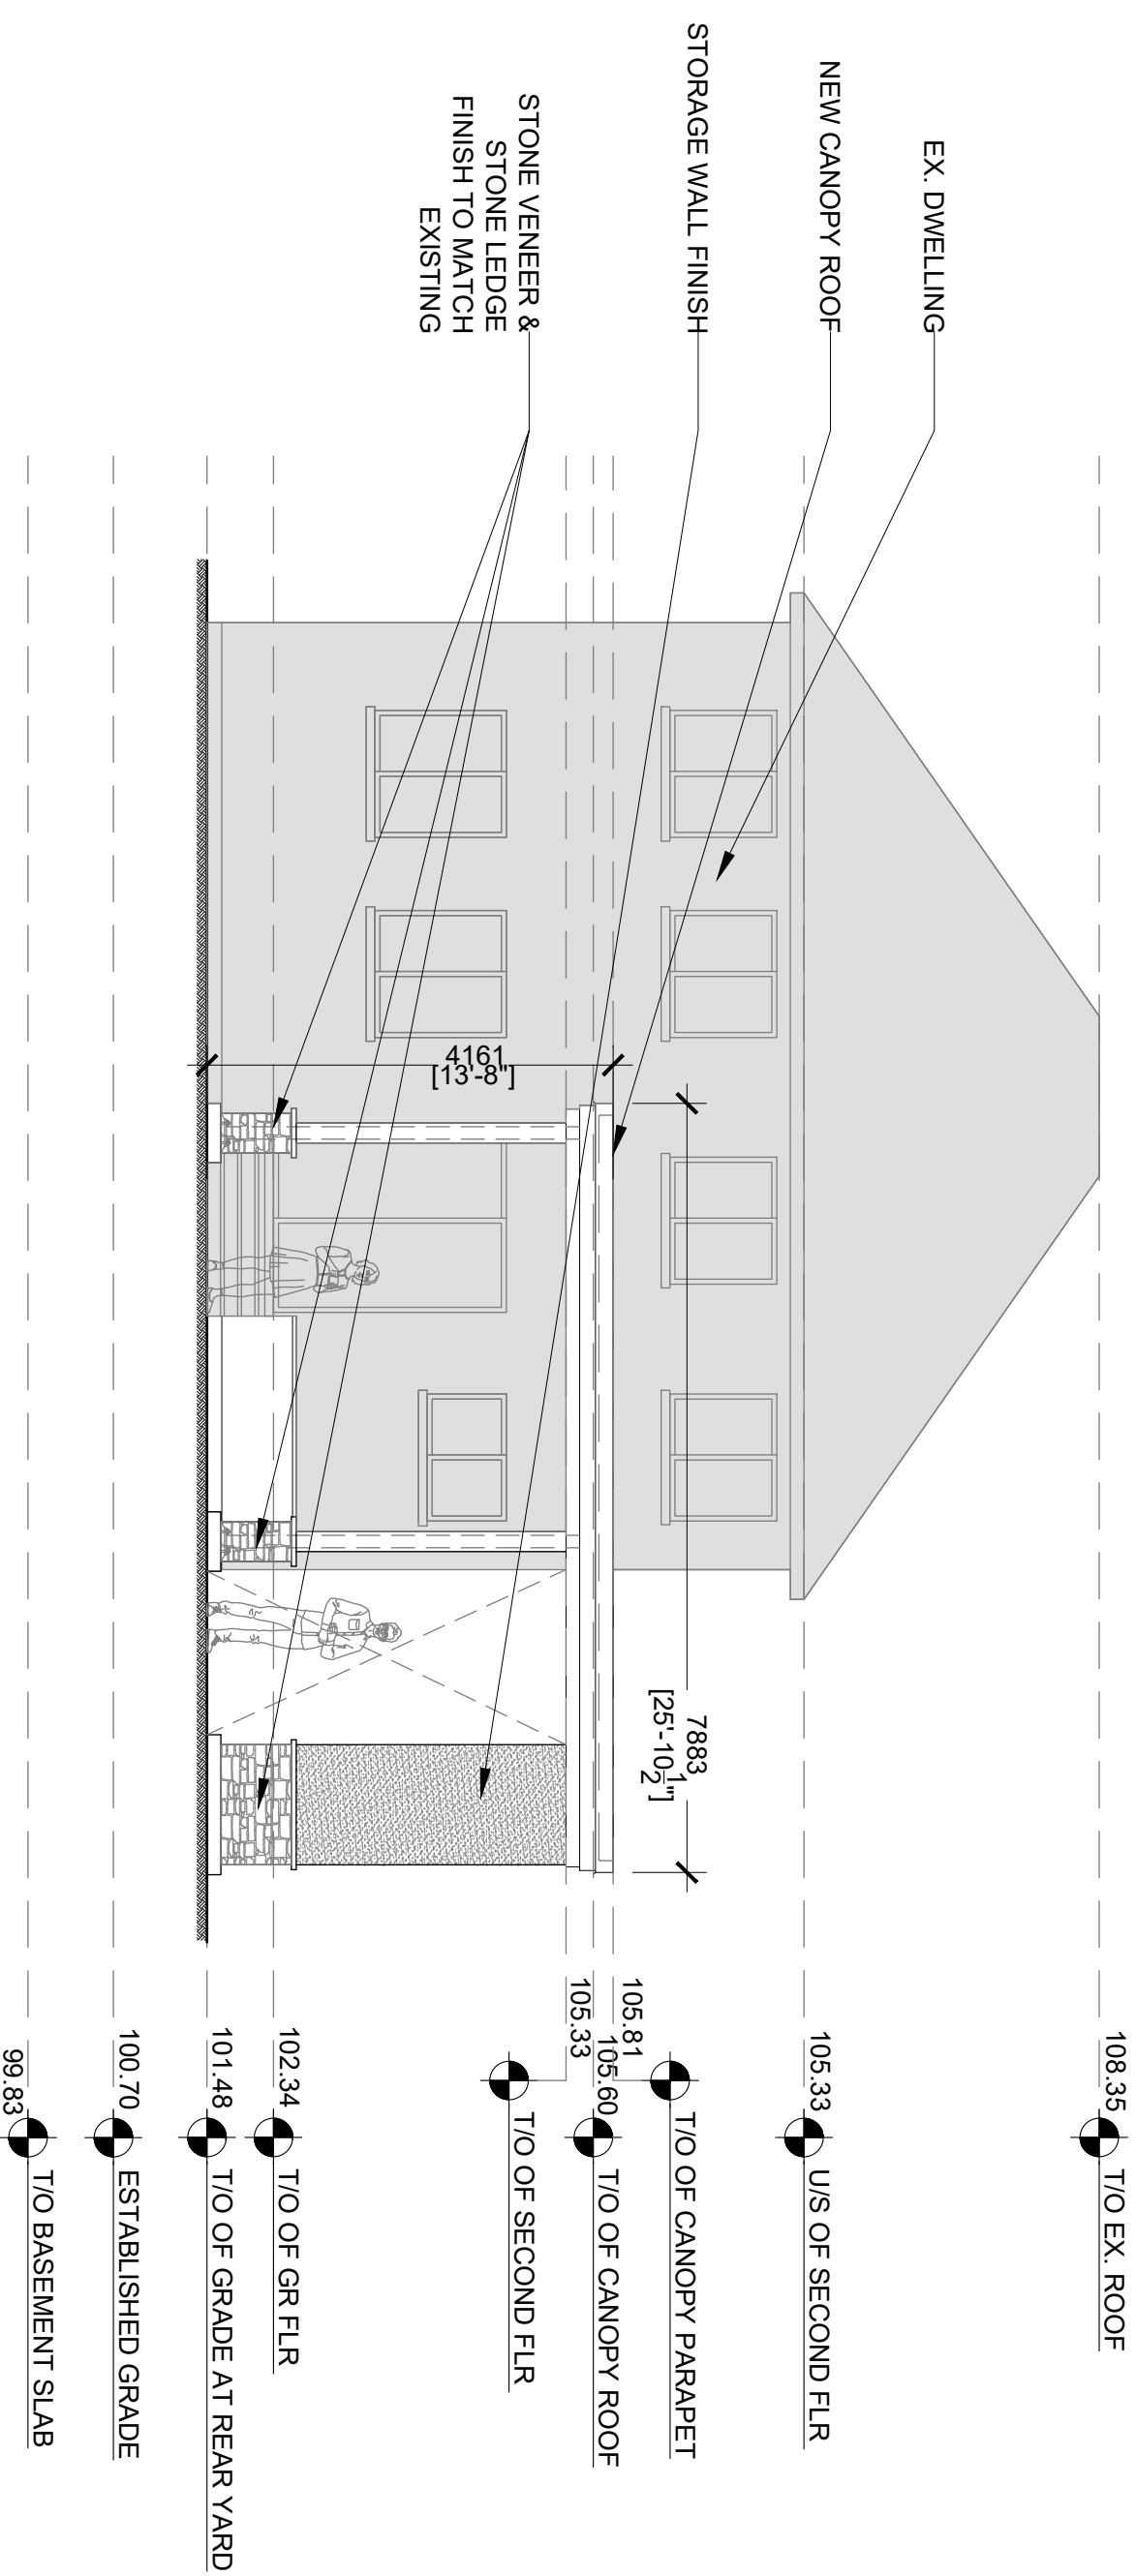 EX. DWELLING
NEW CANOPY ROOF
STORAGE WALL FINISH
STONE VENEER &
STONE LEDGE
FINISH TO MATCH
EXISTING
4161
[13'-8"]
7883
[25'-10 1/2"]
108.35 T/O EX. ROOF
105.33 U/S OF SECOND FLR
105.81 T/O OF CANOPY PARAPET
105.60 T/O OF CANOPY ROOF
105.33 T/O OF SECOND FLR
102.34 T/O OF GR FLR
101.48 T/O OF GRADE AT REAR YARD
100.70 ESTABLISHED GRADE
99.83 T/O BASEMENT SLAB